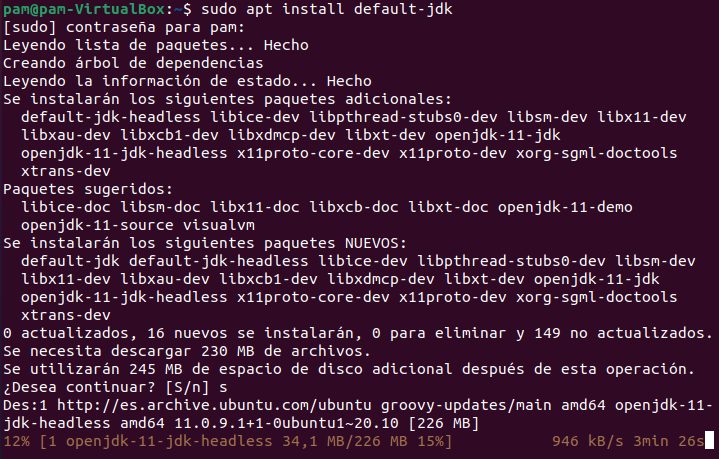 pam@pam-VirtualBox:~$ sudo apt install default-jdk
[sudo] contraseña para pam:
Leyendo lista de paquetes... Hecho
Creando árbol de dependencias
Leyendo la información de estado... Hecho
Se instalarán los siguientes paquetes adicionales:
  default-jdk-headless libice-dev libpthread-stubs0-dev libsm-dev libx11-dev
  libxau-dev libxcb1-dev libxdmcp-dev libxt-dev openjdk-11-jdk
  openjdk-11-jdk-headless x11proto-core-dev x11proto-dev xorg-sgml-doctools
  xtrans-dev
Paquetes sugeridos:
  libice-doc libsm-doc libx11-doc libxcb-doc libxt-doc openjdk-11-demo
  openjdk-11-source visualvm
Se instalarán los siguientes paquetes NUEVOS:
  default-jdk default-jdk-headless libice-dev libpthread-stubs0-dev libsm-dev
  libx11-dev libxau-dev libxcb1-dev libxdmcp-dev libxt-dev openjdk-11-jdk
  openjdk-11-jdk-headless x11proto-core-dev x11proto-dev xorg-sgml-doctools
  xtrans-dev
0 actualizados, 16 nuevos se instalarán, 0 para eliminar y 149 no actualizados.
Se necesita descargar 230 MB de archivos.
Se utilizarán 245 MB de espacio de disco adicional después de esta operación.
¿Desea continuar? [S/n] s
Des:1 http://es.archive.ubuntu.com/ubuntu groovy-updates/main amd64 openjdk-11-
jdk-headless amd64 11.0.9.1+1-0ubuntu1~20.10 [226 MB]
12% [1 openjdk-11-jdk-headless 34,1 MB/226 MB 15%] 946 kB/s 3min 26s